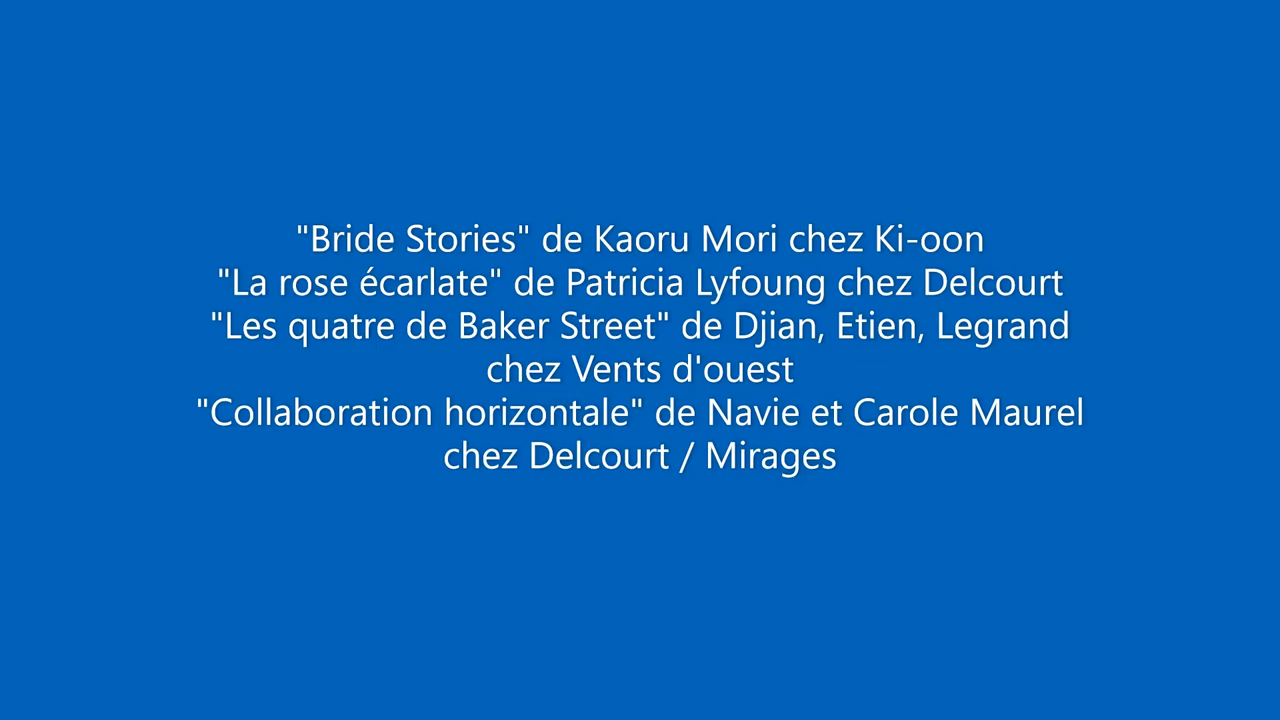 "Bride Stories" de Kaoru Mori chez Ki-oon
"La rose écarlate" de Patricia Lyfoung chez Delcourt
"Les quatre de Baker Street" de Djian, Etien, Legrand
chez Vents d'ouest
"Collaboration horizontale" de Navie et Carole Maurel
chez Delcourt / Mirages